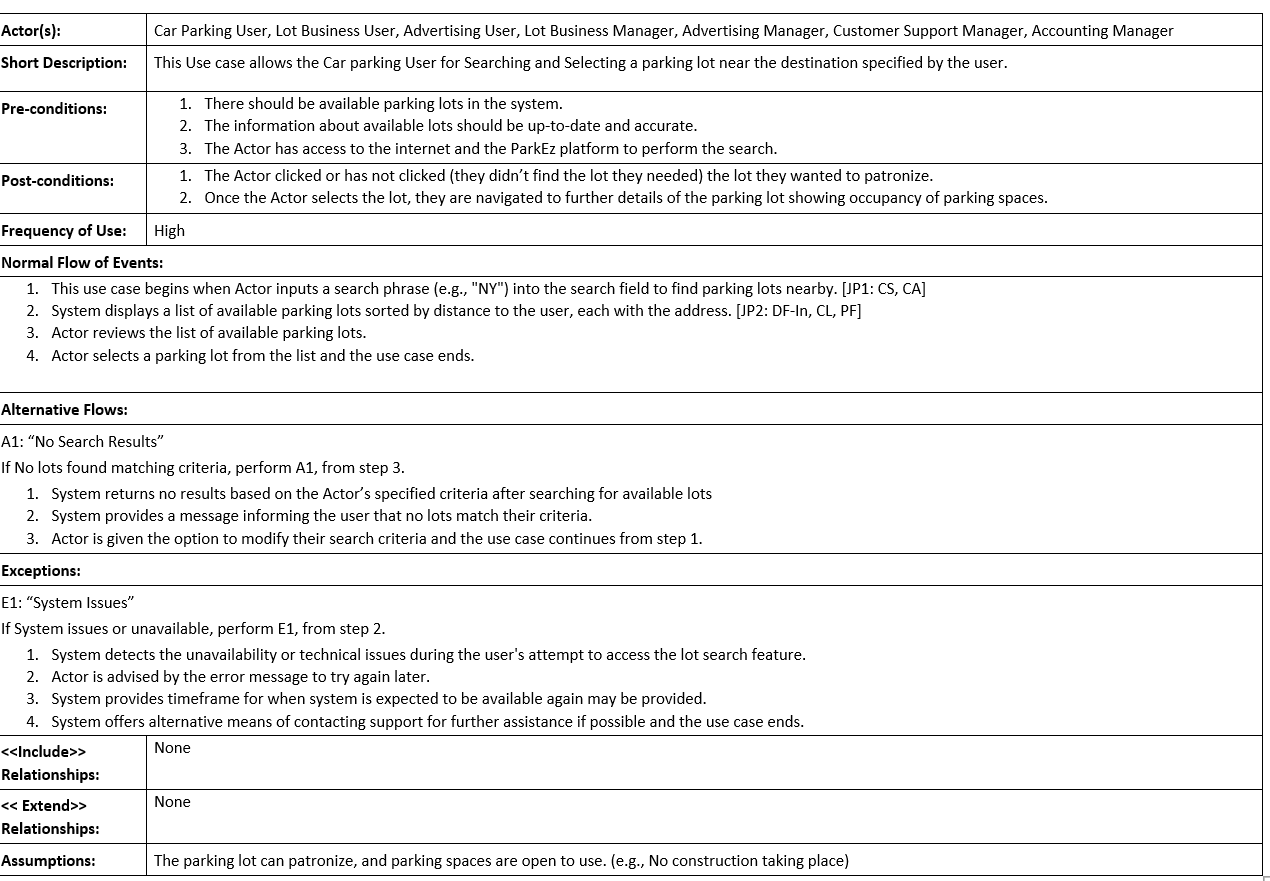 Actor(s): Car Parking User, Lot Business User, Advertising User, Lot Business Manager, Advertising Manager, Customer Support Manager, Accounting Manager
Short Description: This Use case allows the Car parking User for Searching and Selecting a parking lot near the destination specified by the user.
Pre-conditions:
1. There should be available parking lots in the system.
2. The information about available lots should be up-to-date and accurate.
3. The Actor has access to the internet and the ParkEz platform to perform the search.
Post-conditions:
1. The Actor clicked or has not clicked (they didn’t find the lot they needed) the lot they wanted to patronize.
2. Once the Actor selects the lot, they are navigated to further details of the parking lot showing occupancy of parking spaces.
Frequency of Use: High
Normal Flow of Events:
1. This use case begins when Actor inputs a search phrase (e.g., "NY") into the search field to find parking lots nearby. [JP1: CS, CA]
2. System displays a list of available parking lots sorted by distance to the user, each with the address. [JP2: DF-In, CL, PF]
3. Actor reviews the list of available parking lots.
4. Actor selects a parking lot from the list and the use case ends.
Alternative Flows:
A1: “No Search Results”
If No lots found matching criteria, perform A1, from step 3.
1. System returns no results based on the Actor’s specified criteria after searching for available lots
2. System provides a message informing the user that no lots match their criteria.
3. Actor is given the option to modify their search criteria and the use case continues from step 1.
Exceptions:
E1: “System Issues”
If System issues or unavailable, perform E1, from step 2.
1. System detects the unavailability or technical issues during the user's attempt to access the lot search feature.
2. Actor is advised by the error message to try again later.
3. System provides timeframe for when system is expected to be available again may be provided.
4. System offers alternative means of contacting support for further assistance if possible and the use case ends.
<<Include>> None
Relationships:
<< Extend>> None
Relationships:
Assumptions: The parking lot can patronize, and parking spaces are open to use. (e.g., No construction taking place)